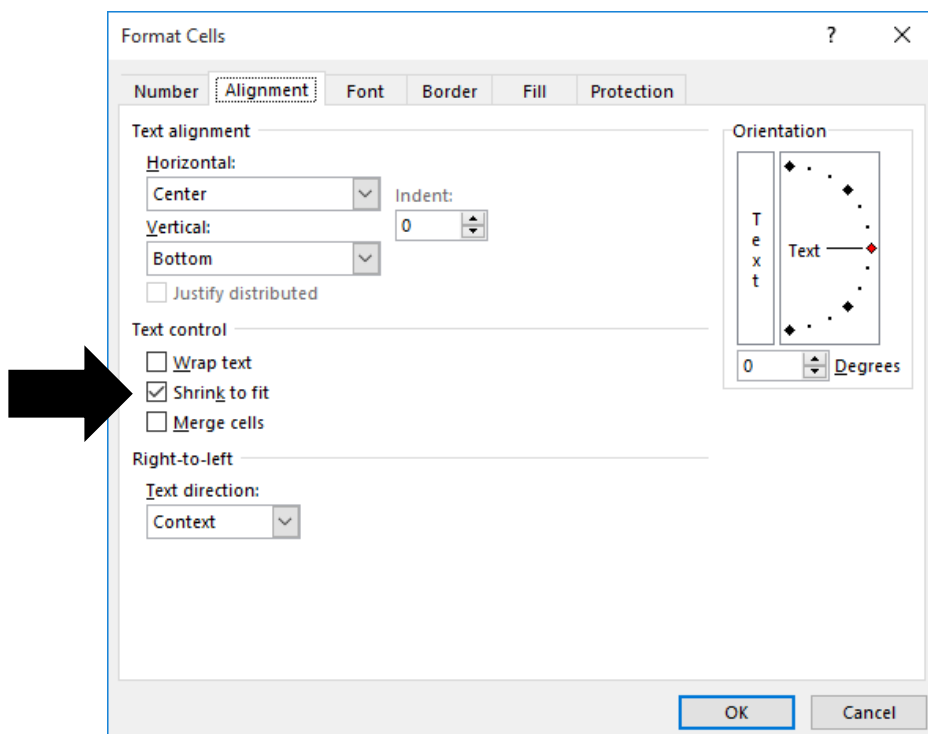 Format Cells ?
Number Alignment Font Border Fill Protection
Text alignment
Horizontal:
Center
Indent:
0
Vertical:
Bottom
Justify distributed
Text control
Wrap text
Shrink to fit
Merge cells
Right-to-left
Text direction:
Context
Orientation
Text
Text
0 Degrees
OK Cancel